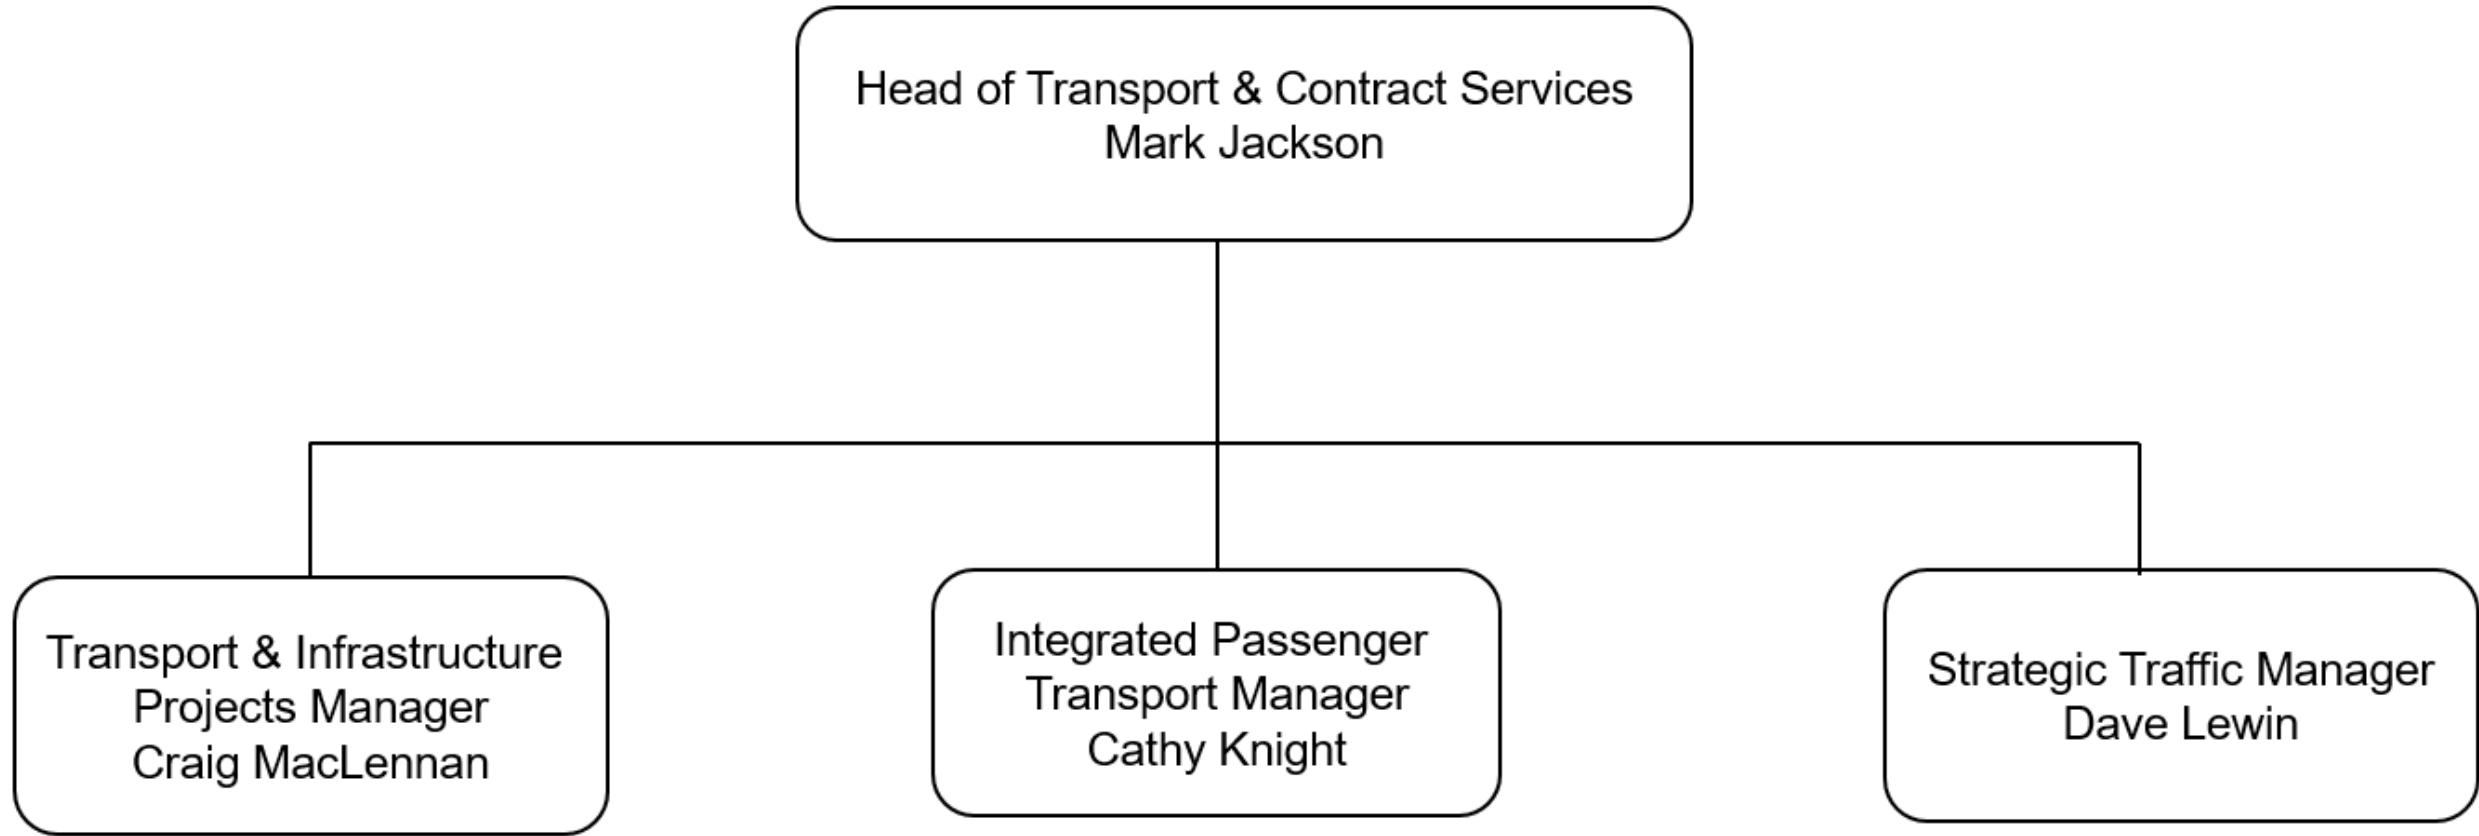 Head of Transport & Contract Services
Mark Jackson
Transport & Infrastructure
Projects Manager
Craig MacLennan
Integrated Passenger
Transport Manager
Cathy Knight
Strategic Traffic Manager
Dave Lewin